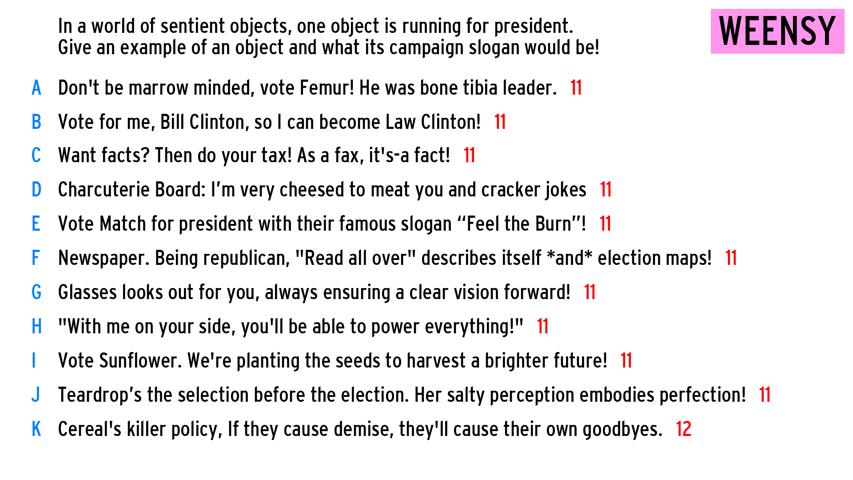 In a world of sentient objects, one object is running for president.
Give an example of an object and what its campaign slogan would be!
WEENSY
A Don't be marrow minded, vote Femur! He was bone tibia leader. 11
B Vote for me, Bill Clinton, so I can become Law Clinton! 11
C Want facts? Then do your tax! As a fax, it's-a fact! 11
D Charcuterie Board: I’m very cheesed to meat you and cracker jokes 11
E Vote Match for president with their famous slogan “Feel the Burn”! 11
F Newspaper. Being republican, "Read all over" describes itself *and* election maps! 11
G Glasses looks out for you, always ensuring a clear vision forward! 11
H "With me on your side, you'll be able to power everything!" 11
I Vote Sunflower. We're planting the seeds to harvest a brighter future! 11
J Teardrop’s the selection before the election. Her salty perception embodies perfection! 11
K Cereal's killer policy, If they cause demise, they'll cause their own goodbyes. 12